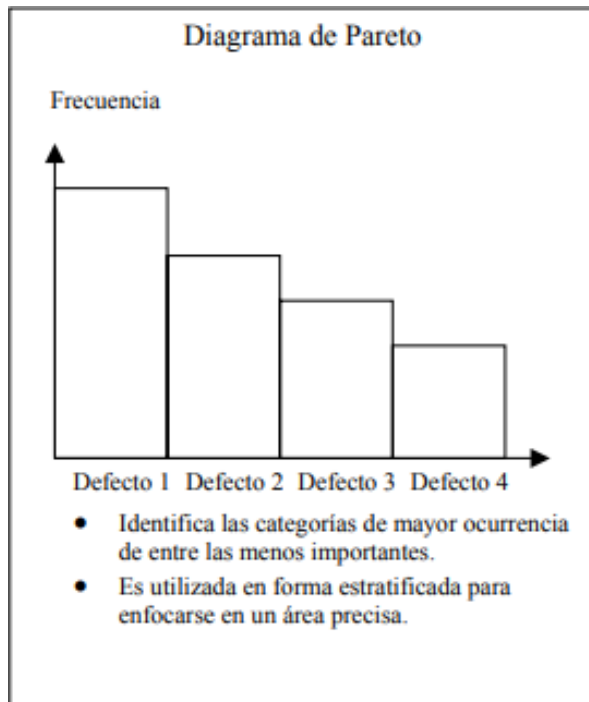 Diagrama de Pareto
Frecuencia
Defecto 1 Defecto 2 Defecto 3 Defecto 4
• Identifica las categorías de mayor ocurrencia
de entre las menos importantes.
• Es utilizada en forma estratificada para
enfocarse en un área precisa.